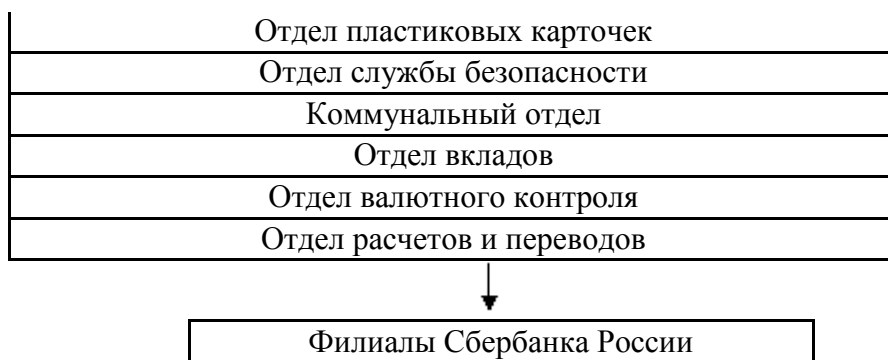 Отдел пластиковых карточек
Отдел службы безопасности
Коммунальный отдел
Отдел вкладов
Отдел валютного контроля
Отдел расчетов и переводов
Филиалы Сбербанка России